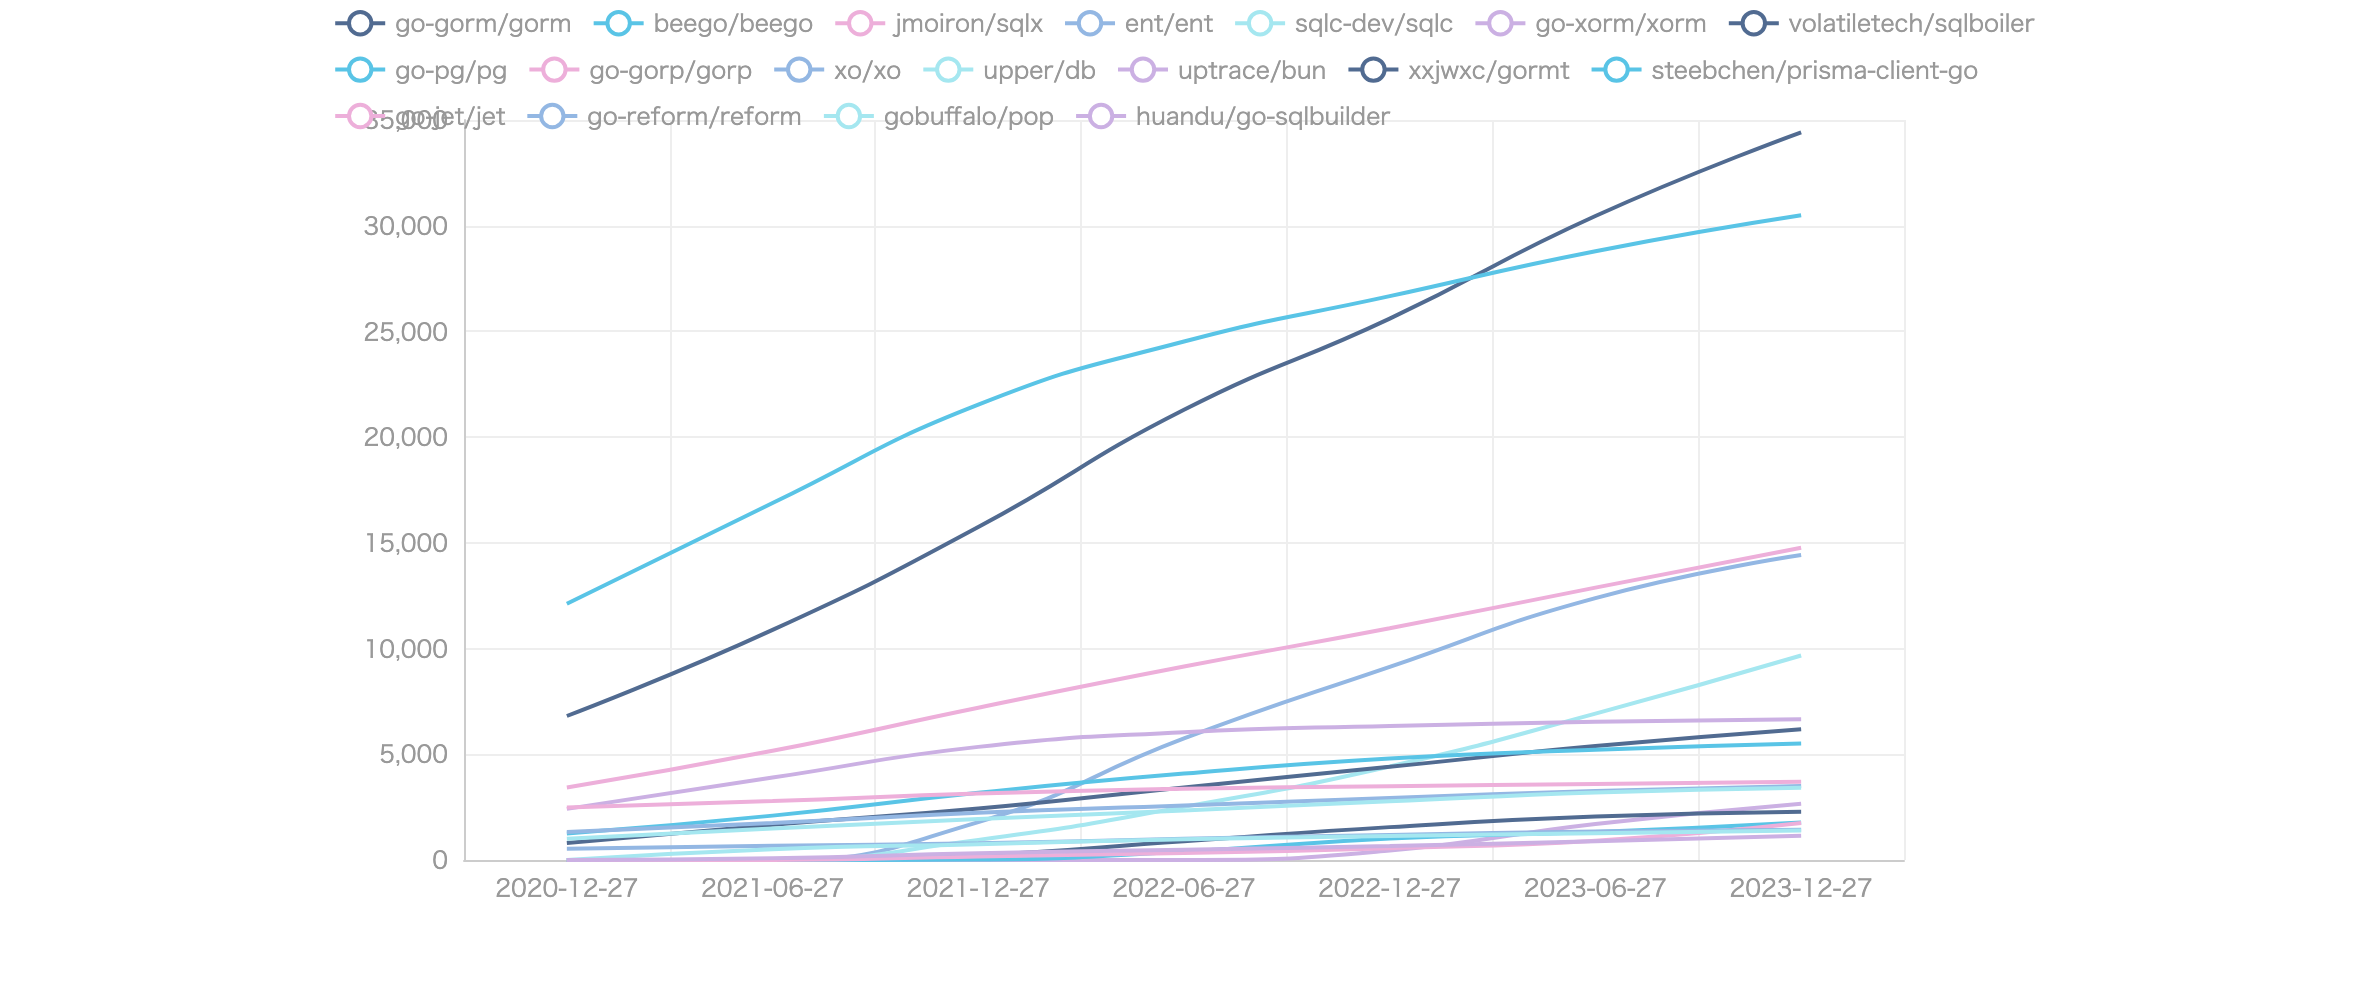 go-gorm/gorm beego/beego jmoiron/sqlx ent/ent sqlc-dev/sqlc go-xorm/xorm volatiletech/sqlboiler
go-pg/pg go-gorp/gorp xo/xo upper/db uptrace/bun xxjwxc/gormt steebchen/prisma-client-go
go-jet/jet go-reform/reform gobuffalo/pop huandu/go-sqlbuilder
35,000
30,000
25,000
20,000
15,000
10,000
5,000
0
2020-12-27 2021-06-27 2021-12-27 2022-06-27 2022-12-27 2023-06-27 2023-12-27